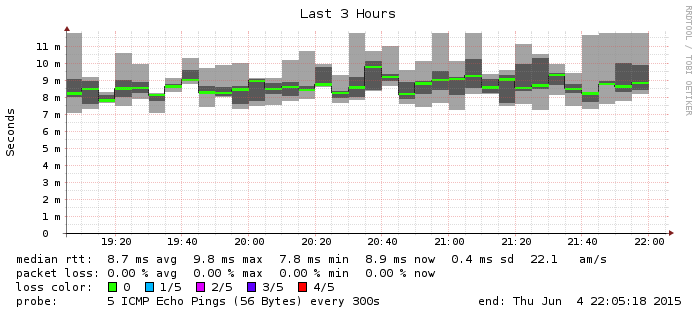 Last 3 Hours
RRDTOOL / TOBI OETIKER
Seconds
11 m
10 m
9 m
8 m
7 m
6 m
5 m
4 m
3 m
2 m
1 m
0
19:20 19:40 20:00 20:20 20:40 21:00 21:20 21:40 22:00
median rtt: 8.7 ms avg 9.8 ms max 7.8 ms min 8.9 ms now 0.4 ms sd 22.1 am/s
packet loss: 0.00 % avg 0.00 % max 0.00 % min 0.00 % now
loss color: 0 1/5 2/5 3/5 4/5
probe: 5 ICMP Echo Pings (56 Bytes) every 300s end: Thu Jun 4 22:05:18 2015